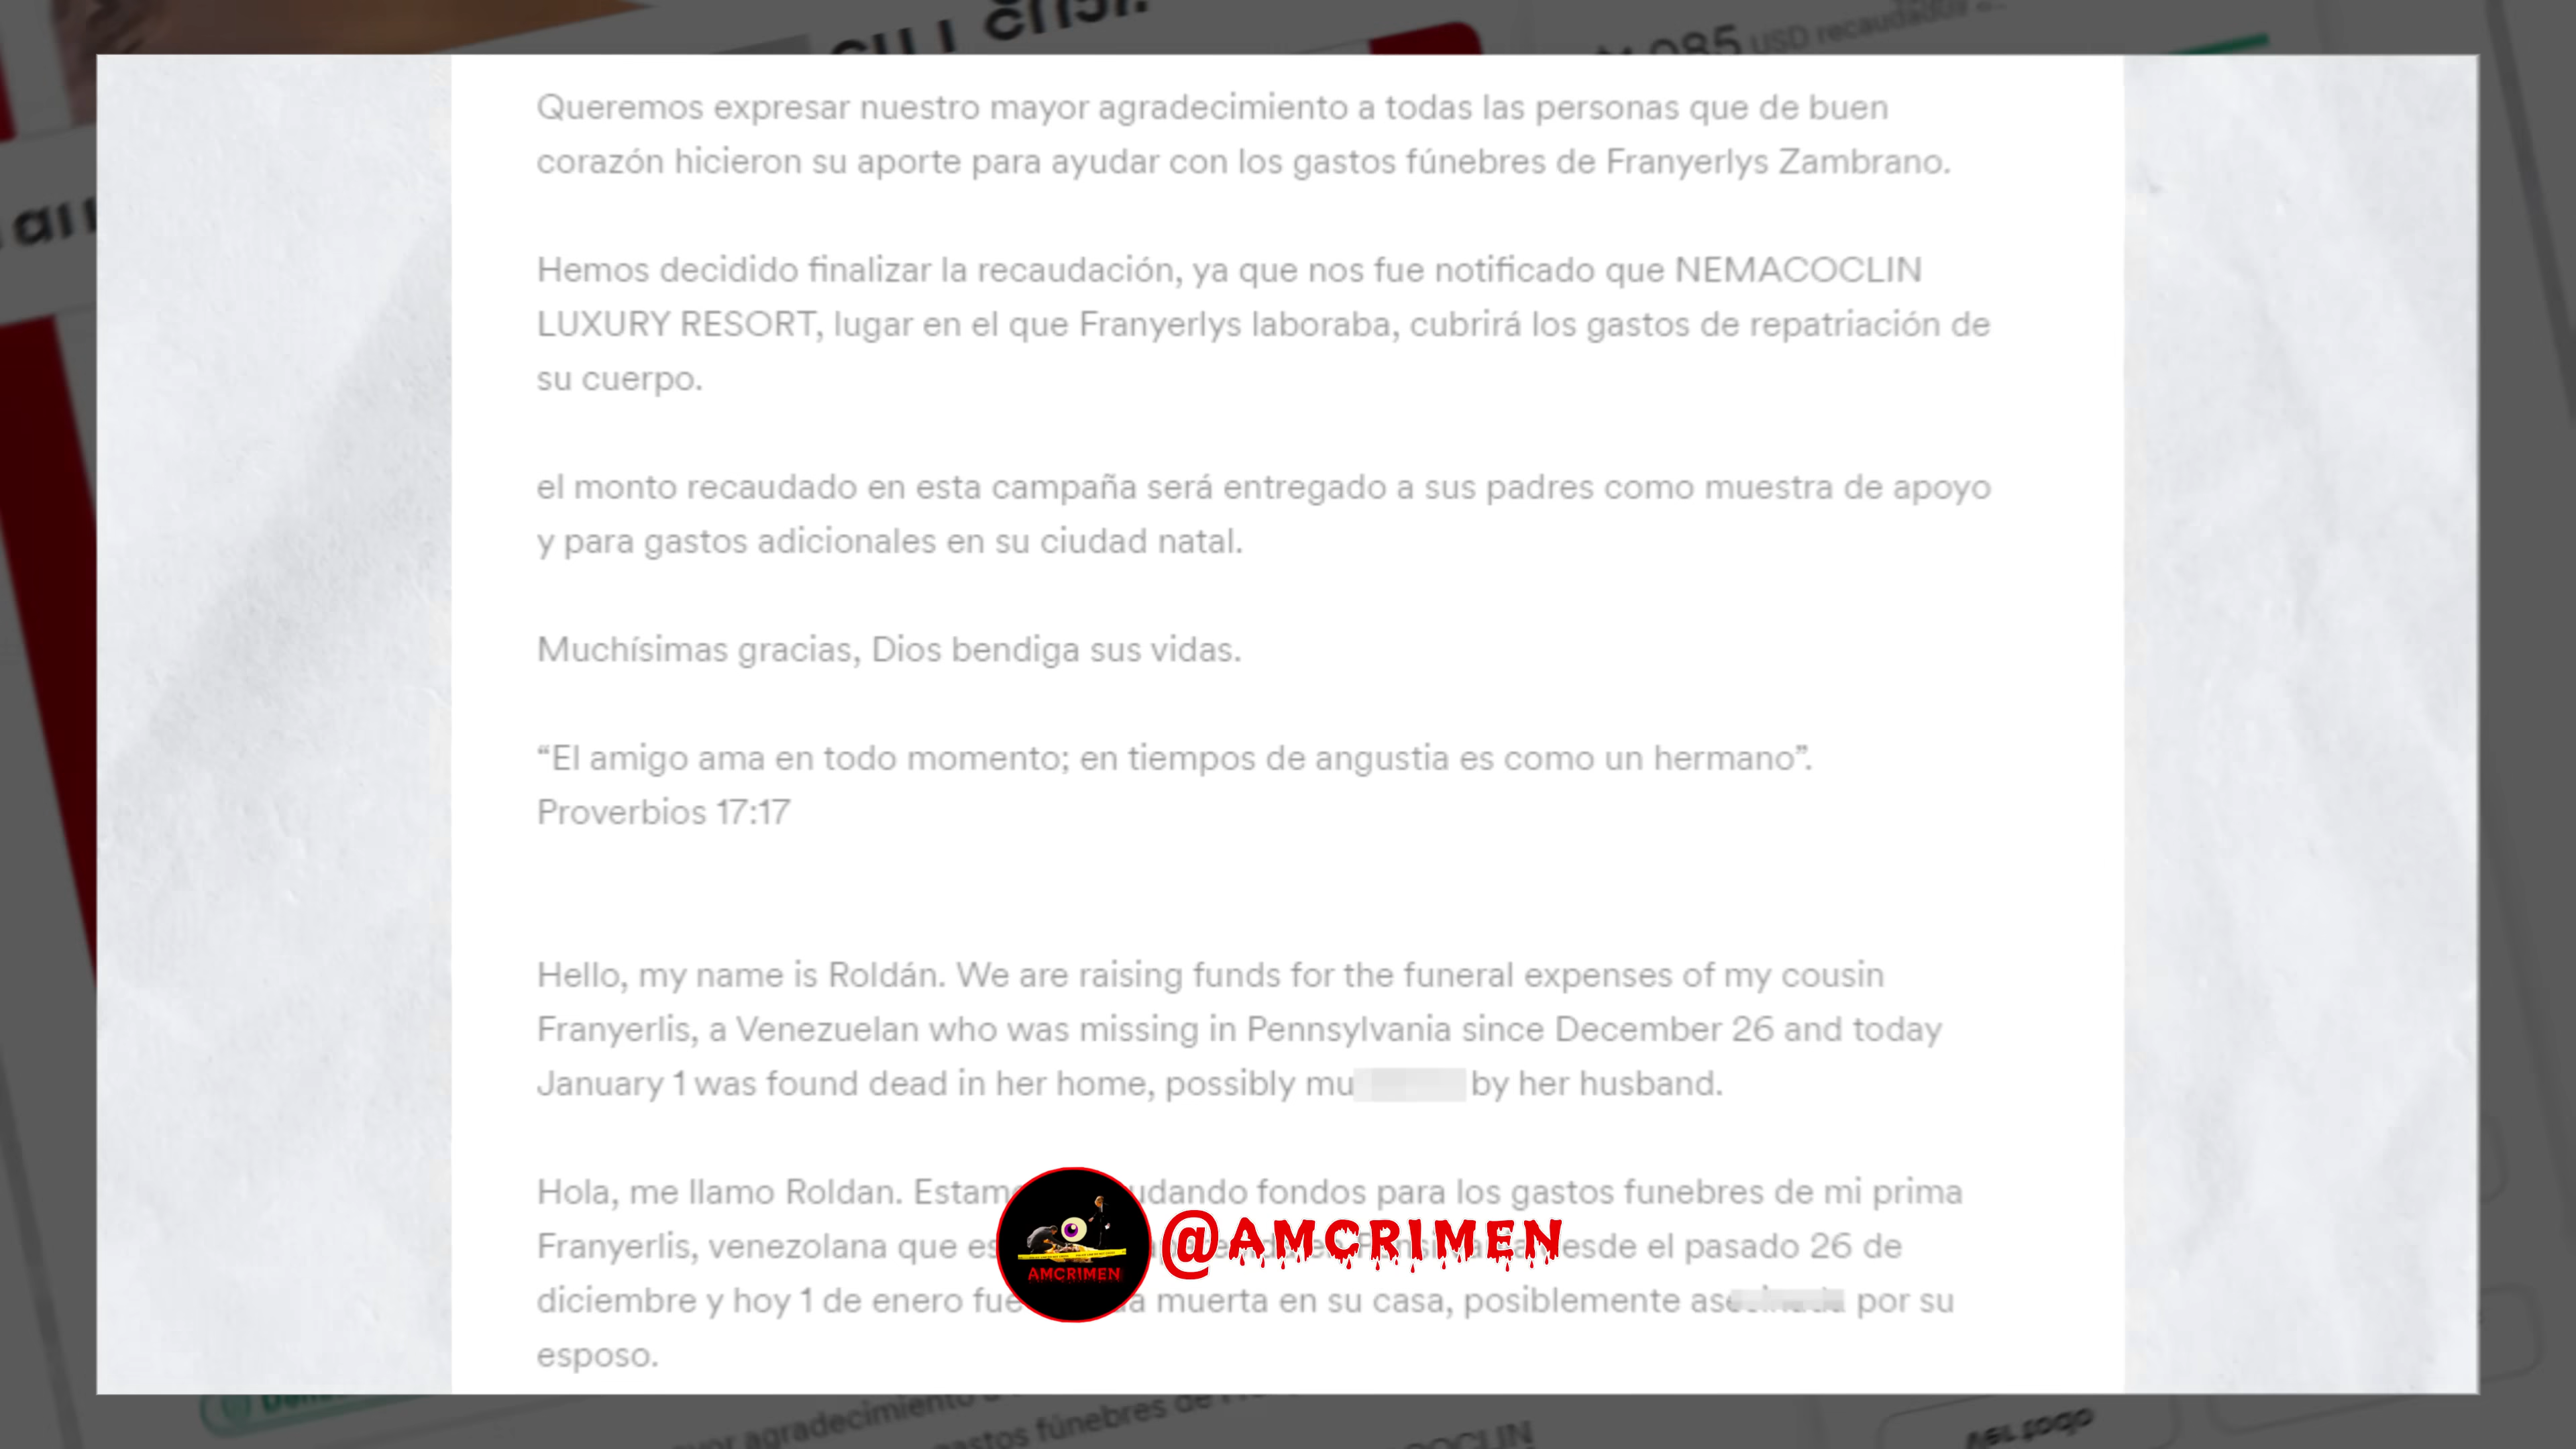 USD recaudados
Queremos expresar nuestro mayor agradecimiento a todas las personas que de buen
corazón hicieron su aporte para ayudar con los gastos fúnebres de Franyerlys Zambrano.
Hemos decidido finalizar la recaudación, ya que nos fue notificado que NEMACOCLIN
LUXURY RESORT, lugar en el que Franyerlys laboraba, cubrirá los gastos de repatriación de
su cuerpo.
el monto recaudado en esta campaña será entregado a sus padres como muestra de apoyo
y para gastos adicionales en su ciudad natal.
Muchísimas gracias, Dios bendiga sus vidas.
“El amigo ama en todo momento; en tiempos de angustia es como un hermano”.
Proverbios 17:17
Hello, my name is Roldán. We are raising funds for the funeral expenses of my cousin
Franyerlis, a Venezuelan who was missing in Pennsylvania since December 26 and today
January 1 was found dead in her home, possibly mu by her husband.
Hola, me llamo Roldan. Estam udando fondos para los gastos funebres de mi prima
Franyerlis, venezolana que es desde el pasado 26 de
diciembre y hoy 1 de enero fue a muerta en su casa, posiblemente asesinada por su
esposo.
AMCRIMEN
@AMCRIMEN
agradecimiento
gastos fúnebres de